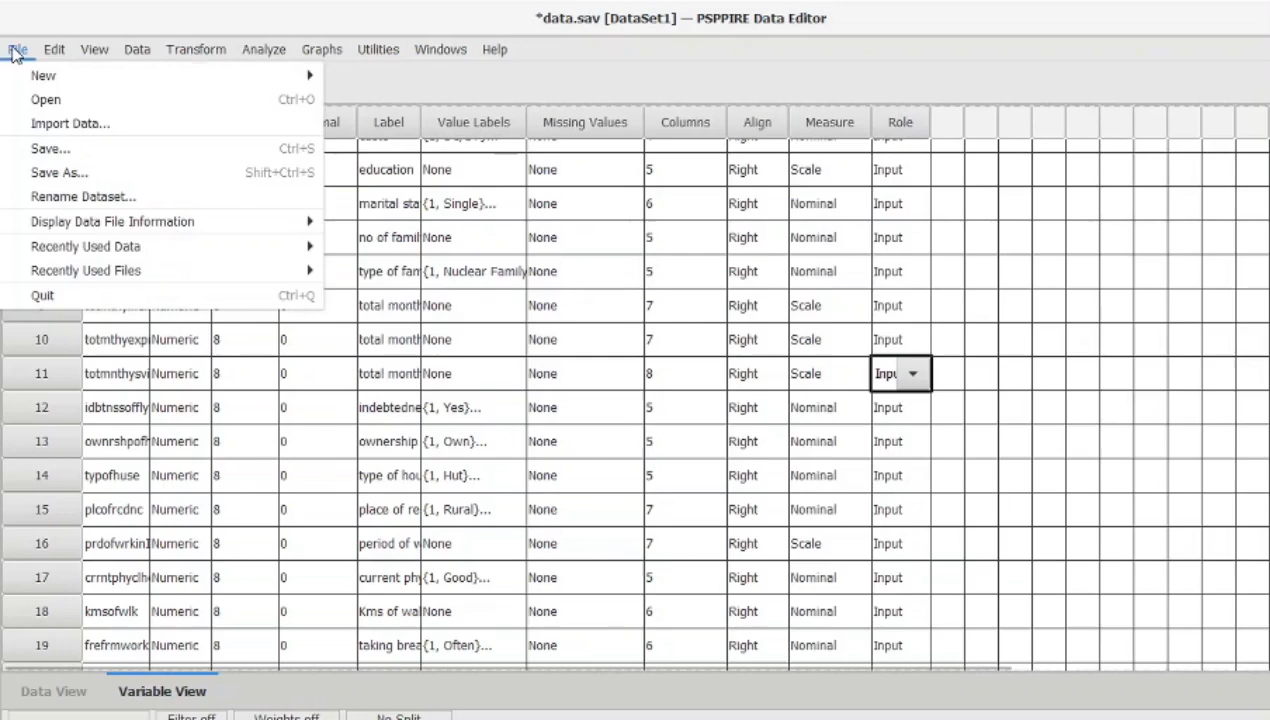 *data.sav [DataSet1] — PSPPIRE Data Editor
File Edit View Data Transform Analyze Graphs Utilities Windows Help
New
Open Ctrl+O
Import Data...
Save... Ctrl+S
Save As... Shift+Ctrl+S
Rename Dataset...
Display Data File Information
Recently Used Data
Recently Used Files
Quit Ctrl+Q
Label Value Labels Missing Values Columns Align Measure Role
education None None 5 Right Scale Input
marital sta {1, Single}... None 6 Right Nominal Input
no of famil None None 5 Right Nominal Input
type of fam {1, Nuclear Family None 5 Right Nominal Input
total month None None 7 Right Scale Input
10 totmthyexp Numeric 8 0 total month None None 7 Right Scale Input
11 totmnthysvi Numeric 8 0 total month None None 8 Right Scale Inpu
12 idbtnssoffly Numeric 8 0 indebtedne {1, Yes}... None 5 Right Nominal Input
13 ownrshpofh Numeric 8 0 ownership {1, Own}... None 5 Right Nominal Input
14 typofhuse Numeric 8 0 type of hou {1, Hut}... None 5 Right Nominal Input
15 plcofrcdnc Numeric 8 0 place of re {1, Rural}... None 7 Right Nominal Input
16 prdofwrkinI Numeric 8 0 period of w None None 7 Right Scale Input
17 crrntphyclh Numeric 8 0 current phy {1, Good}... None 5 Right Nominal Input
18 kmsofwlk Numeric 8 0 Kms of wal None None 6 Right Nominal Input
19 frefrmwork Numeric 8 0 taking brea {1, Often}... None 6 Right Nominal Input
Data View Variable View
Filter off Weights off No Split